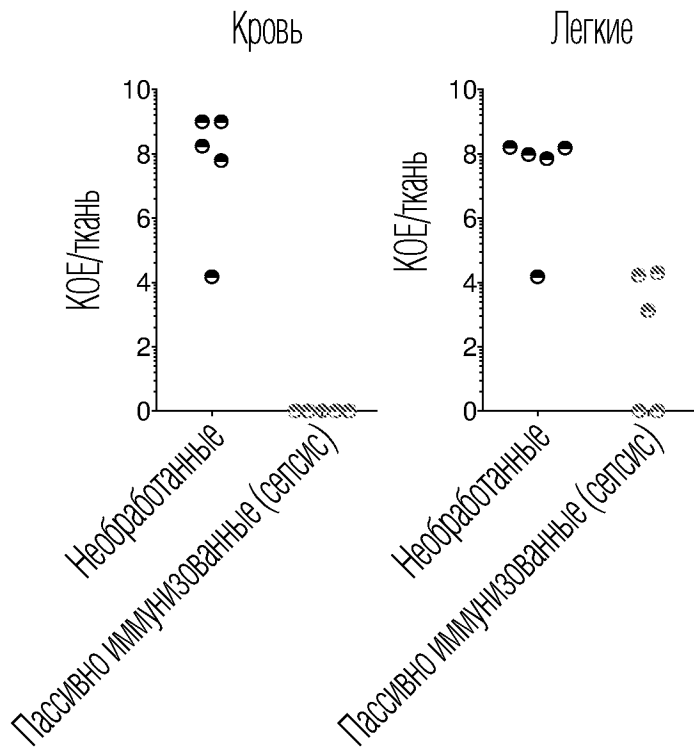 Кровь
КОЕ/ткань
10
8
6
4
2
0
Необработанные
Пассивно иммунизованные (сепсис)
Легкие
КОЕ/ткань
10
8
6
4
2
0
Необработанные
Пассивно иммунизованные (сепсис)